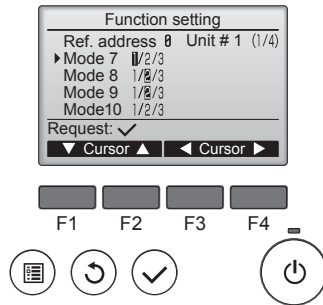 Function setting
Ref. address 0 Unit # 1 (1/4)
Mode 7 1/2/3
Mode 8 1/2/3
Mode 9 1/2/3
Mode10 1/2/3
Request:
Cursor Cursor
F1 F2 F3 F4